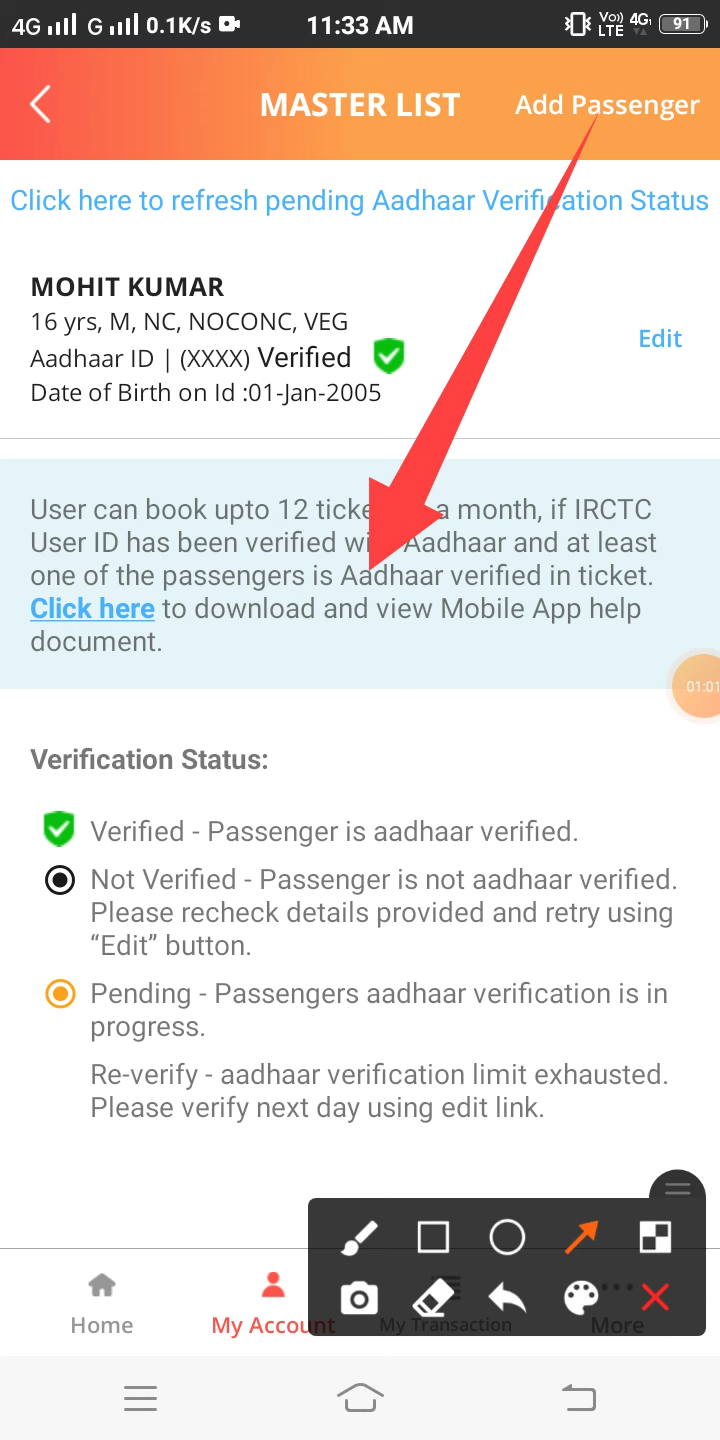 4G G 0.1K/s 11:33 AM Vo)) LTE 4G 91
MASTER LIST Add Passenger
Click here to refresh pending Aadhaar Verification Status
MOHIT KUMAR
16 yrs, M, NC, NOCONC, VEG
Edit
Aadhaar ID | (XXXX) Verified
Date of Birth on Id :01-Jan-2005
User can book upto 12 ticke a month, if IRCTC
User ID has been verified wi Aadhaar and at least
one of the passengers is Aadhaar verified in ticket.
Click here to download and view Mobile App help
document.
01:01
Verification Status:
Verified - Passenger is aadhaar verified.
Not Verified - Passenger is not aadhaar verified.
Please recheck details provided and retry using
“Edit” button.
Pending - Passengers aadhaar verification is in
progress.
Re-verify - aadhaar verification limit exhausted.
Please verify next day using edit link.
Home My Account My Transaction More